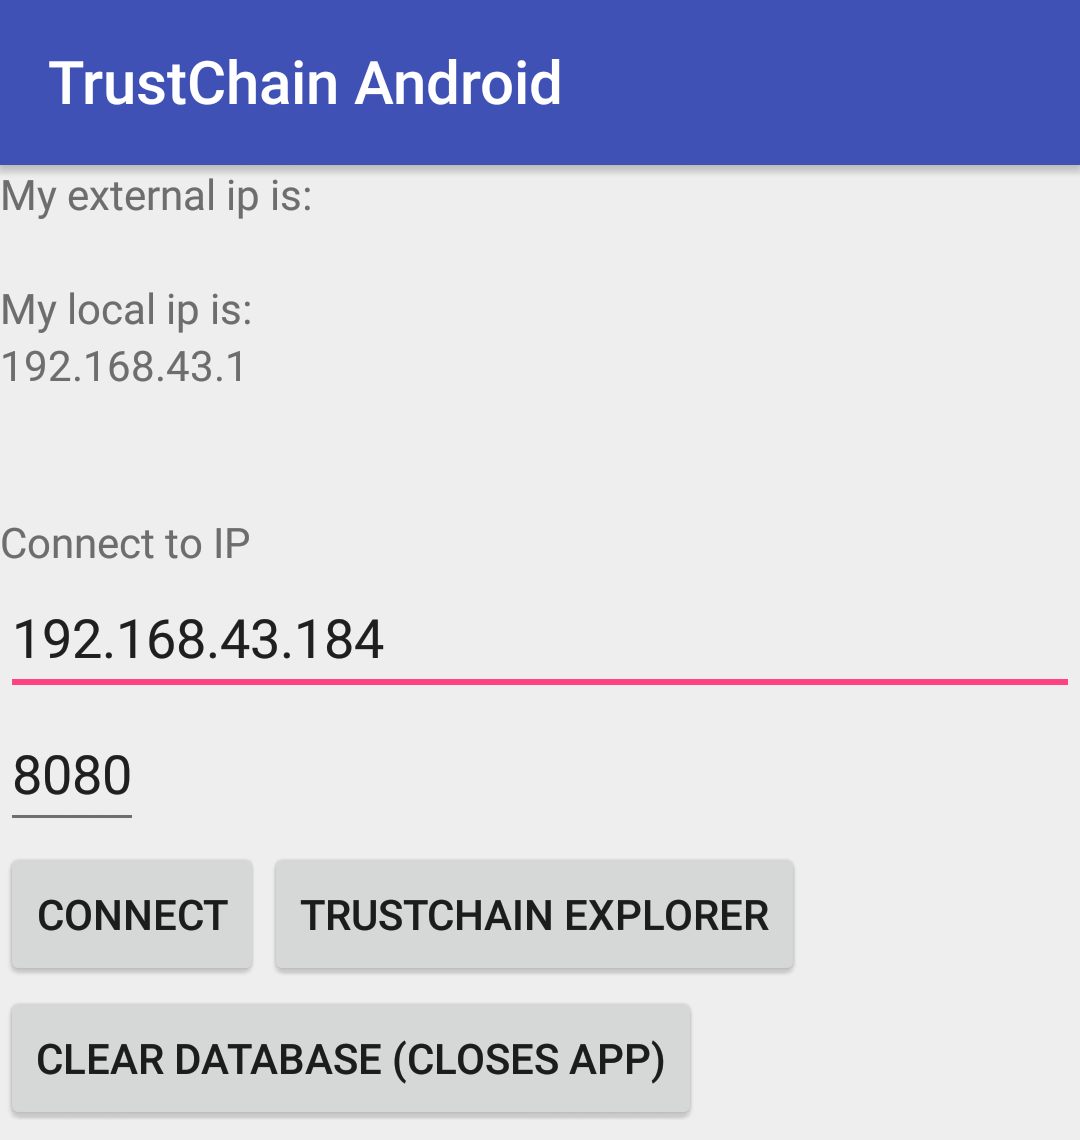 TrustChain Android
My external ip is:
My local ip is:
192.168.43.1
Connect to IP
192.168.43.184
8080
CONNECT TRUSTCHAIN EXPLORER
CLEAR DATABASE (CLOSES APP)